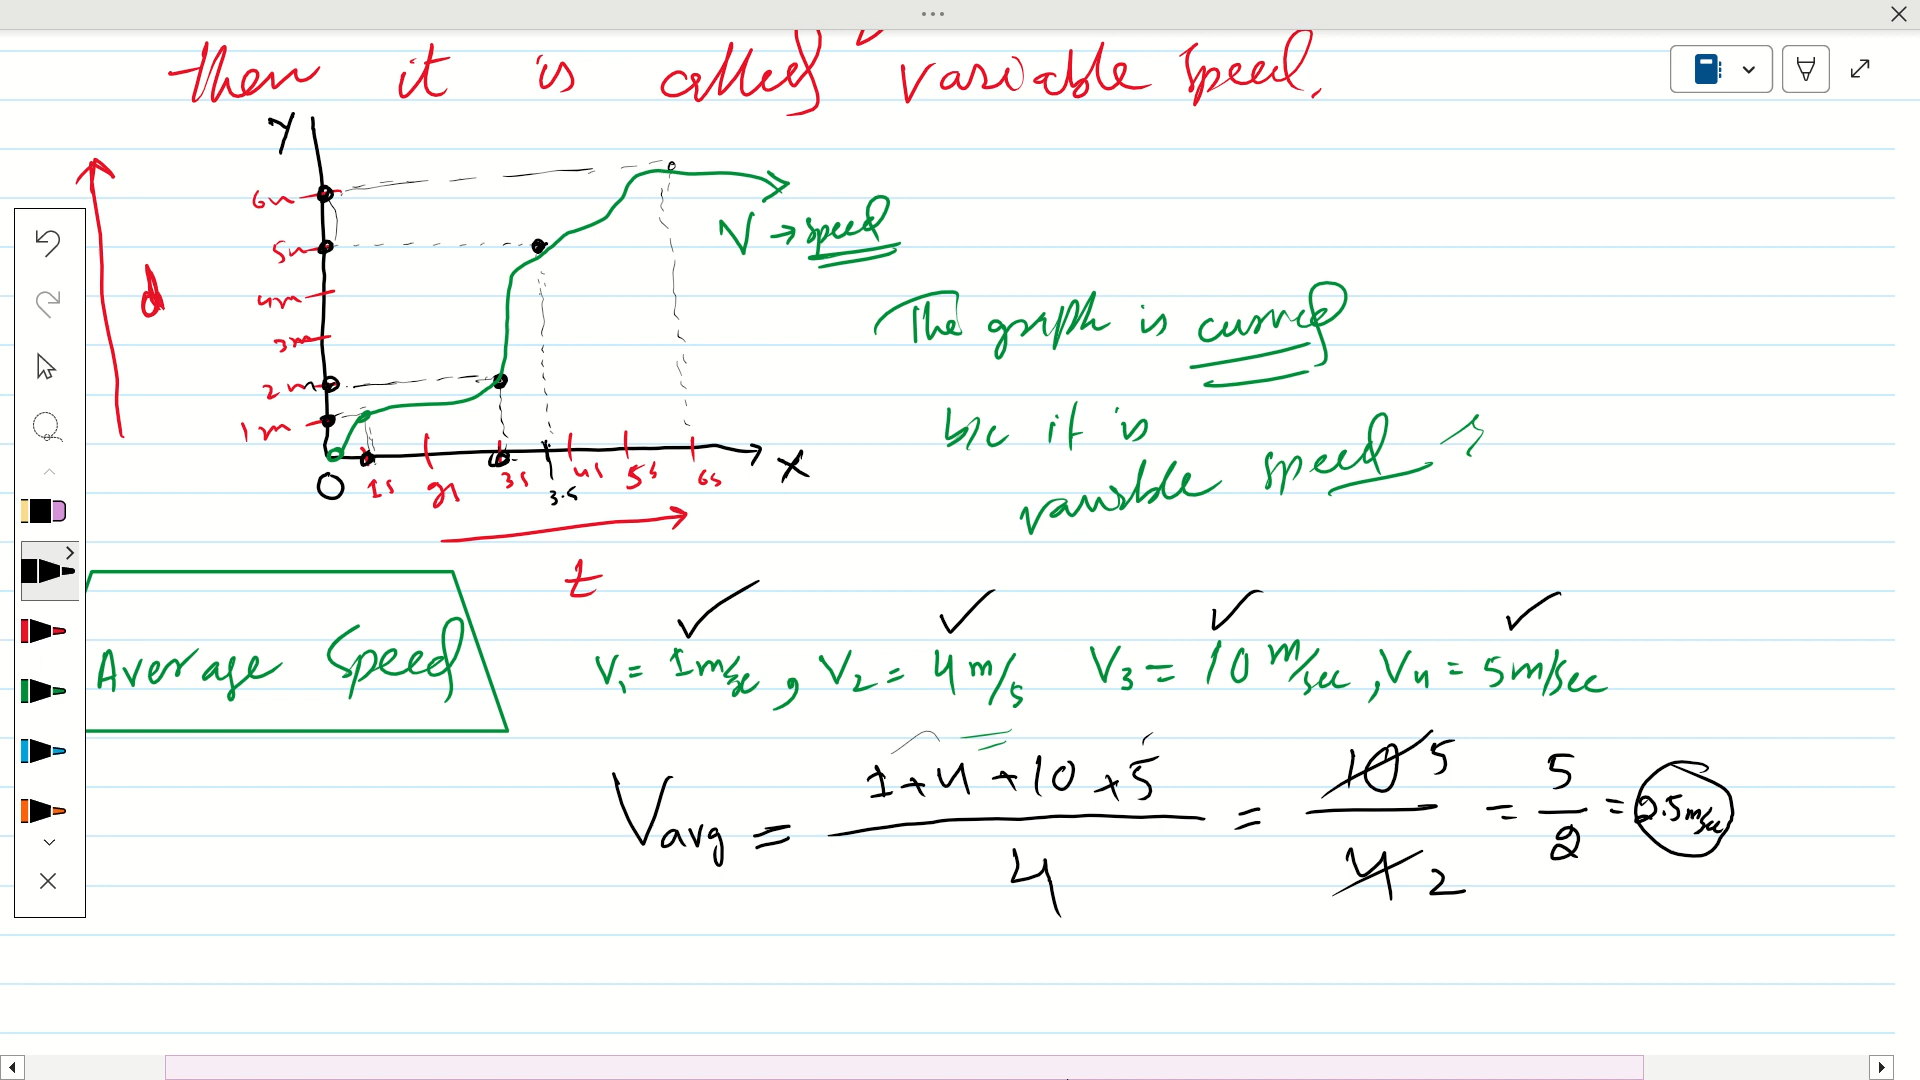 then it is called variable speed.
Y
6m
5m
4m
3m
2m
1m
d
V → speed
O 1s 2s 3s 3.5 4s 5s 6s X
t
The graph is curved
b/c it is
variable speed
Average Speed
V₁ = 1m/sec, V₂ = 4m/s V₃ = 10 m/sec, V₄ = 5m/sec
Vavg = 1+4+10+5 / 4 = 10 5 / 4 2 = 5/2 = 2.5m/sec